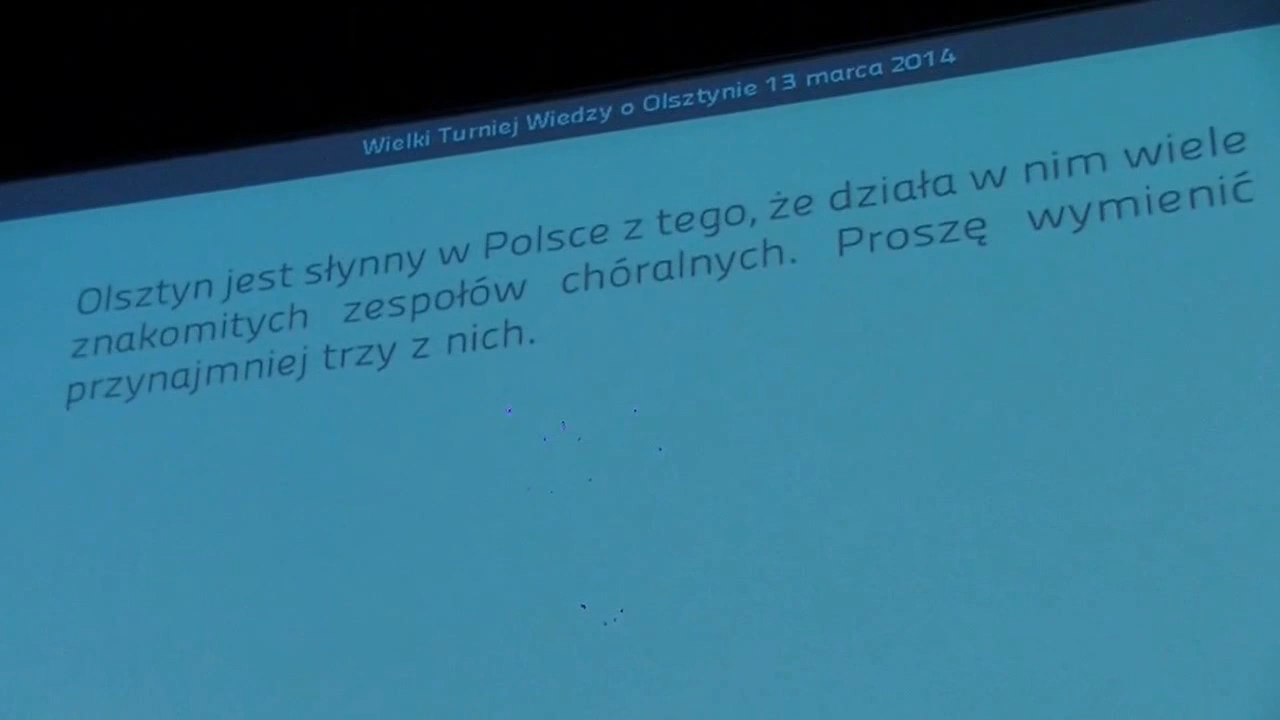 Wielki Turniej Wiedzy o Olsztynie 13 marca 2014
Olsztyn jest słynny w Polsce z tego, że działa w nim wiele
znakomitych zespołów chóralnych. Proszę wymienić
przynajmniej trzy z nich.